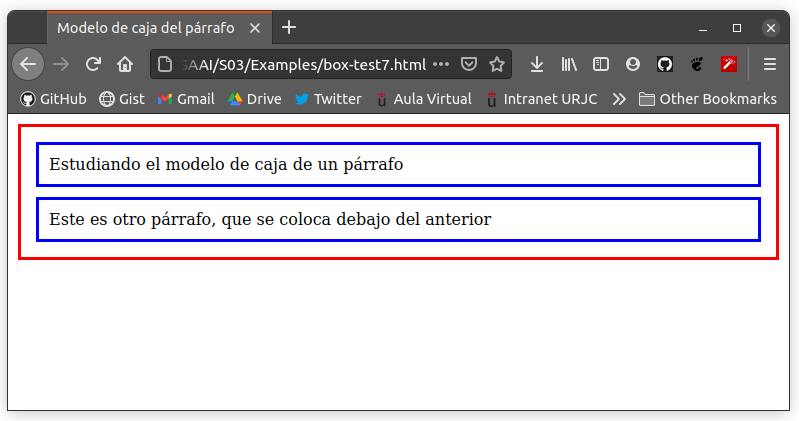 Modelo de caja del párrafo
SAAI/S03/Examples/box-test7.html
GitHub Gist Gmail Drive Twitter Aula Virtual Intranet URJC Other Bookmarks
Estudiando el modelo de caja de un párrafo
Este es otro párrafo, que se coloca debajo del anterior